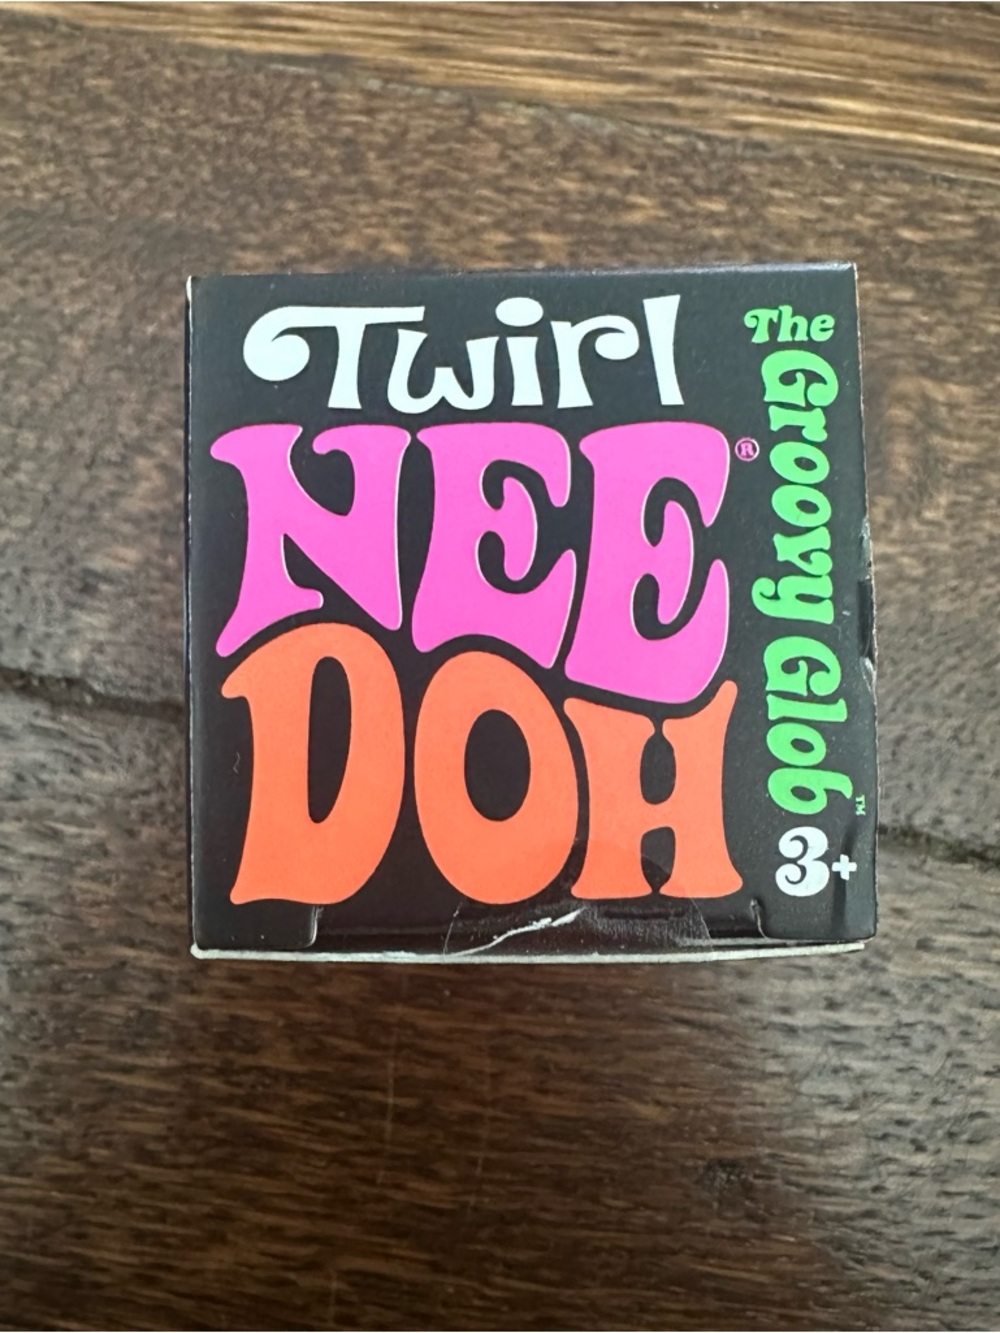 Twirl
NEE®
DOH
The Groovy Glob™
3+